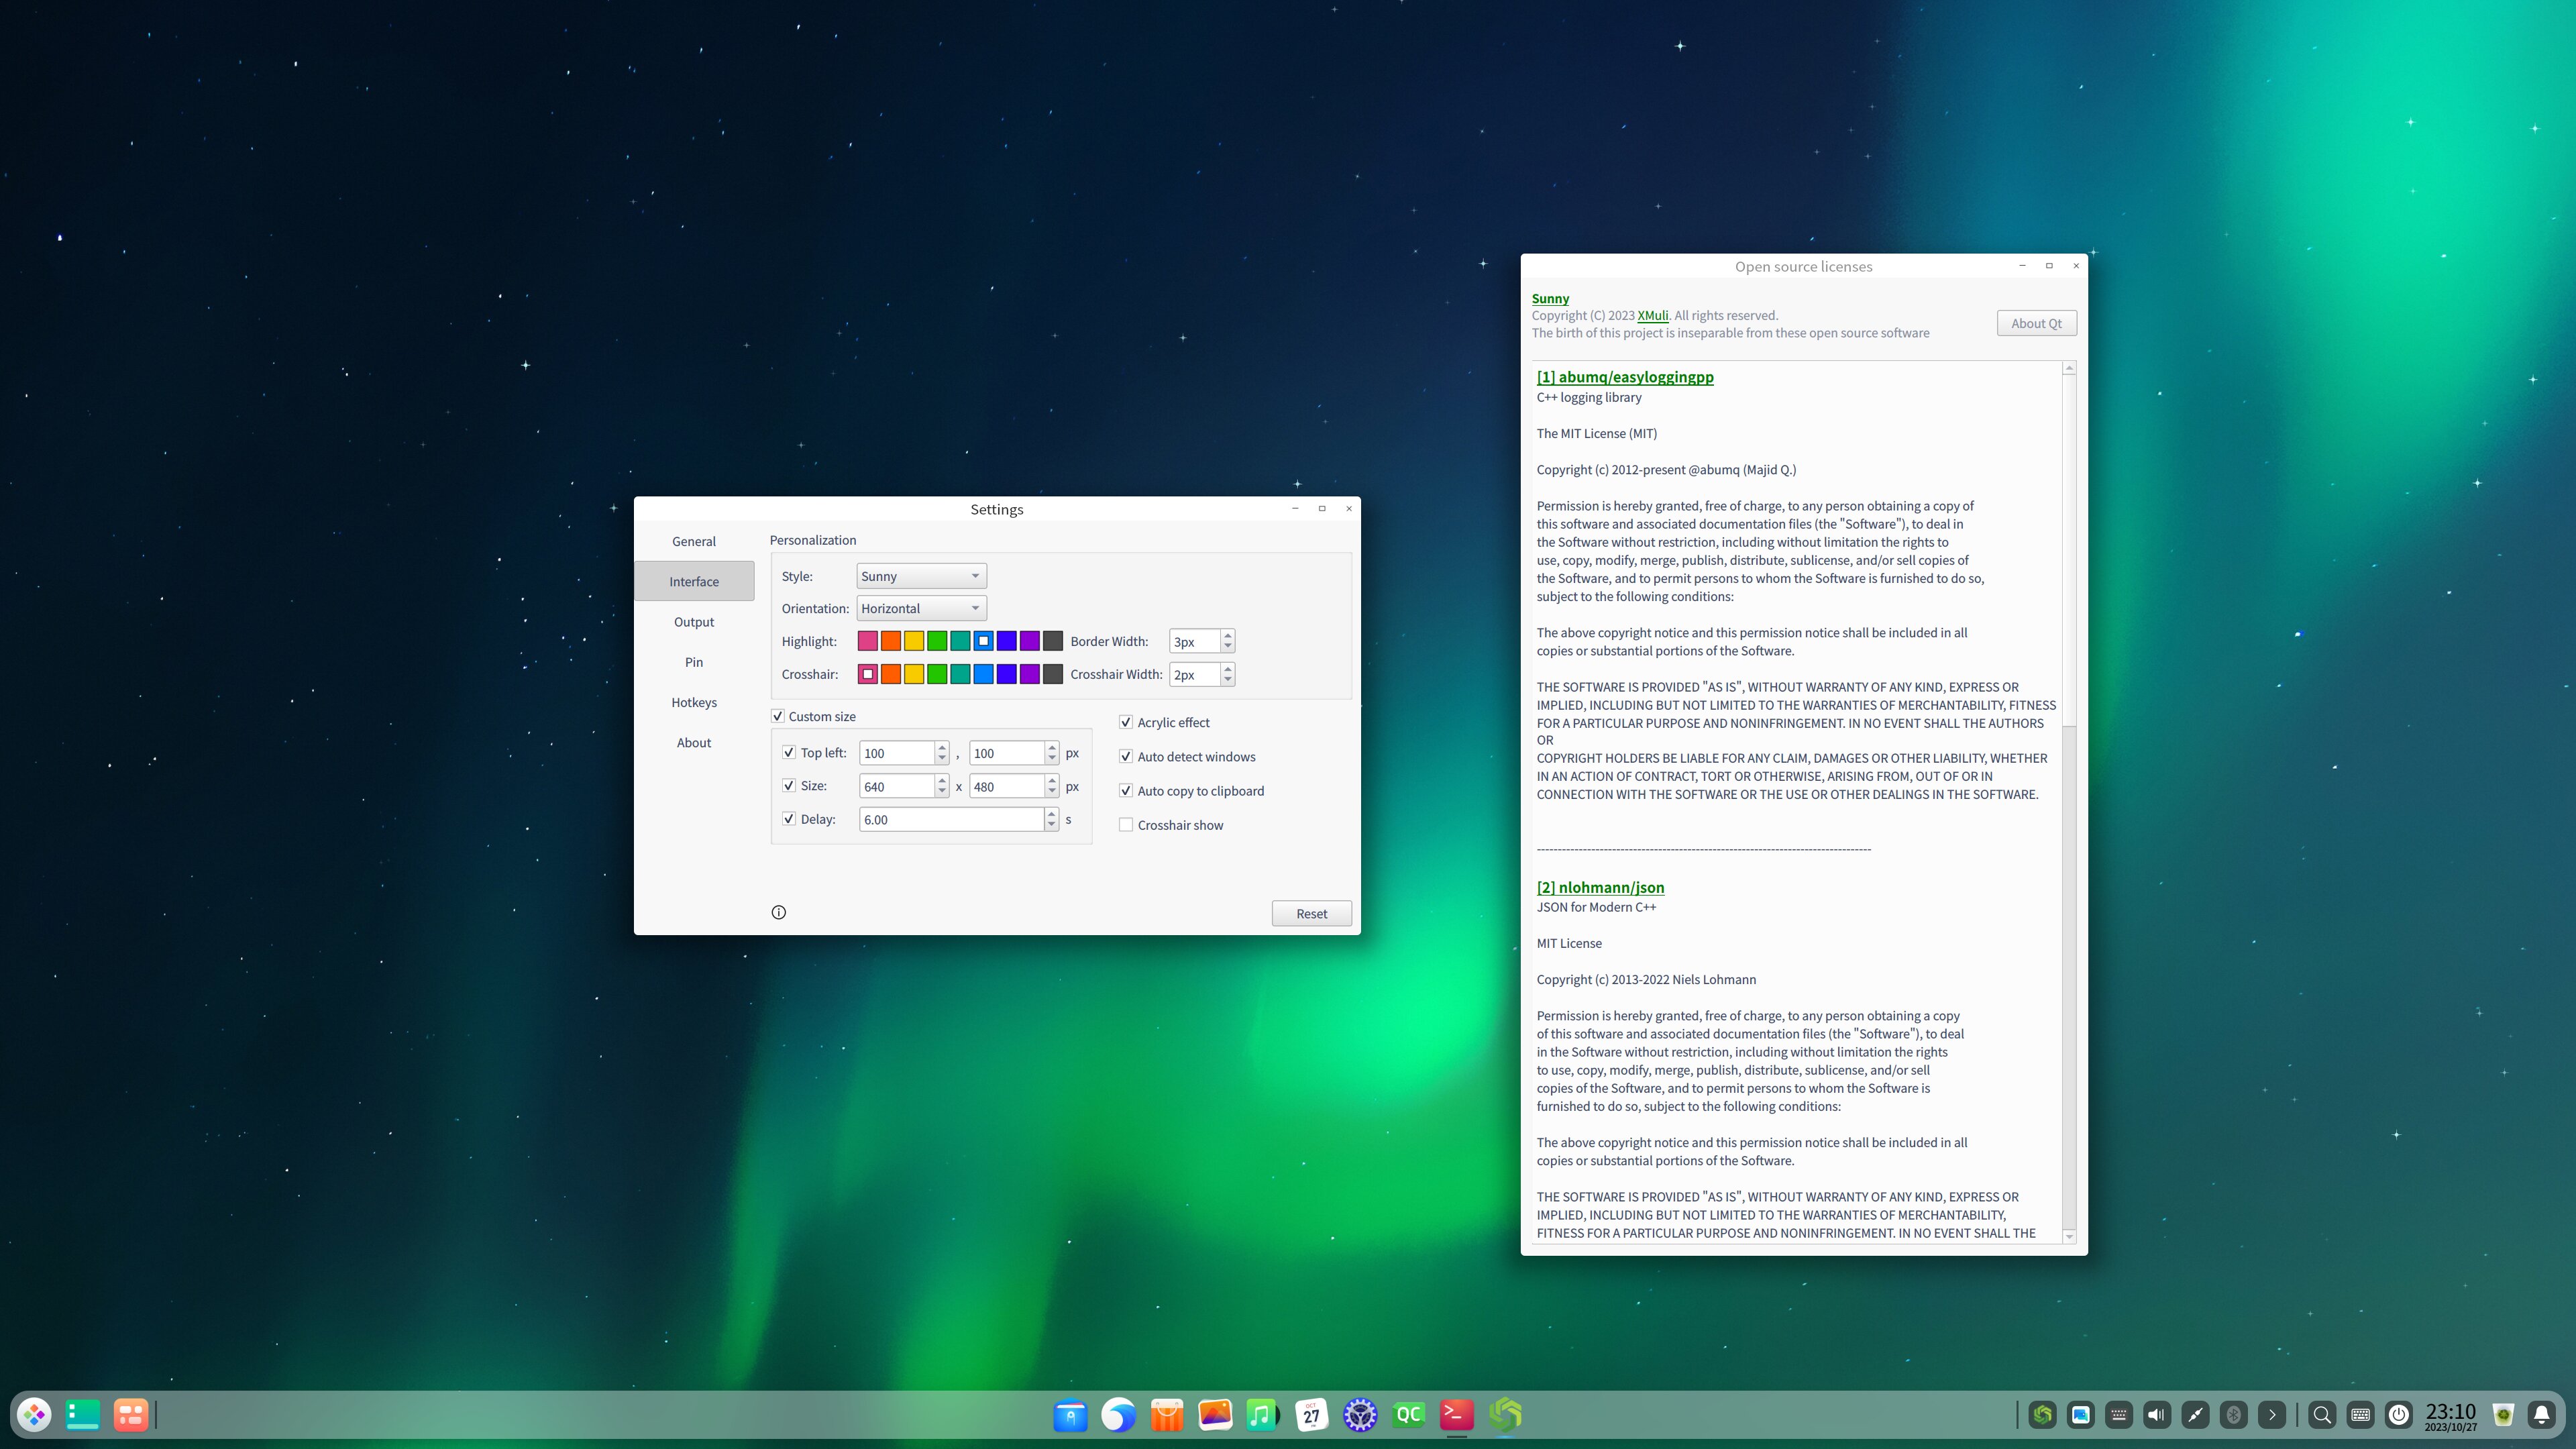 Settings
General
Interface
Output
Pin
Hotkeys
About
Personalization
Style: Sunny
Orientation: Horizontal
Highlight: Border Width: 3px
Crosshair: Crosshair Width: 2px
Custom size
Top left: 100 , 100 px
Size: 640 x 480 px
Delay: 6.00 s
Acrylic effect
Auto detect windows
Auto copy to clipboard
Crosshair show
Reset
Open source licenses
Sunny
Copyright (C) 2023 XMuli. All rights reserved.
The birth of this project is inseparable from these open source software
About Qt
[1] abumq/easyloggingpp
C++ logging library
The MIT License (MIT)
Copyright (c) 2012-present @abumq (Majid Q.)
Permission is hereby granted, free of charge, to any person obtaining a copy of
this software and associated documentation files (the "Software"), to deal in
the Software without restriction, including without limitation the rights to
use, copy, modify, merge, publish, distribute, sublicense, and/or sell copies of
the Software, and to permit persons to whom the Software is furnished to do so,
subject to the following conditions:
The above copyright notice and this permission notice shall be included in all
copies or substantial portions of the Software.
THE SOFTWARE IS PROVIDED "AS IS", WITHOUT WARRANTY OF ANY KIND, EXPRESS OR
IMPLIED, INCLUDING BUT NOT LIMITED TO THE WARRANTIES OF MERCHANTABILITY, FITNESS
FOR A PARTICULAR PURPOSE AND NONINFRINGEMENT. IN NO EVENT SHALL THE AUTHORS
OR
COPYRIGHT HOLDERS BE LIABLE FOR ANY CLAIM, DAMAGES OR OTHER LIABILITY, WHETHER
IN AN ACTION OF CONTRACT, TORT OR OTHERWISE, ARISING FROM, OUT OF OR IN
CONNECTION WITH THE SOFTWARE OR THE USE OR OTHER DEALINGS IN THE SOFTWARE.
--------------------------------------------------------------------------------
[2] nlohmann/json
JSON for Modern C++
MIT License
Copyright (c) 2013-2022 Niels Lohmann
Permission is hereby granted, free of charge, to any person obtaining a copy
of this software and associated documentation files (the "Software"), to deal
in the Software without restriction, including without limitation the rights
to use, copy, modify, merge, publish, distribute, sublicense, and/or sell
copies of the Software, and to permit persons to whom the Software is
furnished to do so, subject to the following conditions:
The above copyright notice and this permission notice shall be included in all
copies or substantial portions of the Software.
THE SOFTWARE IS PROVIDED "AS IS", WITHOUT WARRANTY OF ANY KIND, EXPRESS OR
IMPLIED, INCLUDING BUT NOT LIMITED TO THE WARRANTIES OF MERCHANTABILITY,
FITNESS FOR A PARTICULAR PURPOSE AND NONINFRINGEMENT. IN NO EVENT SHALL THE
OCT
27
QC
23:10
2023/10/27